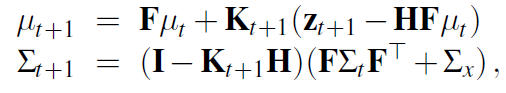 μ_{t+1} = Fμ_t + K_{t+1}(z_{t+1} − HFμ_t)
Σ_{t+1} = (I − K_{t+1}H)(FΣ_tF^⊤ + Σ_x),